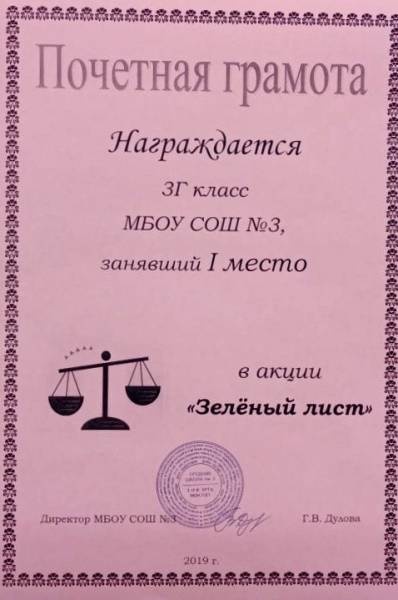 Почетная грамота
Награждается
3Г класс
МБОУ СОШ №3,
занявший I место
в акции
«Зелёный лист»
Директор МБОУ СОШ №3
Г.В. Дулова
2019 г.